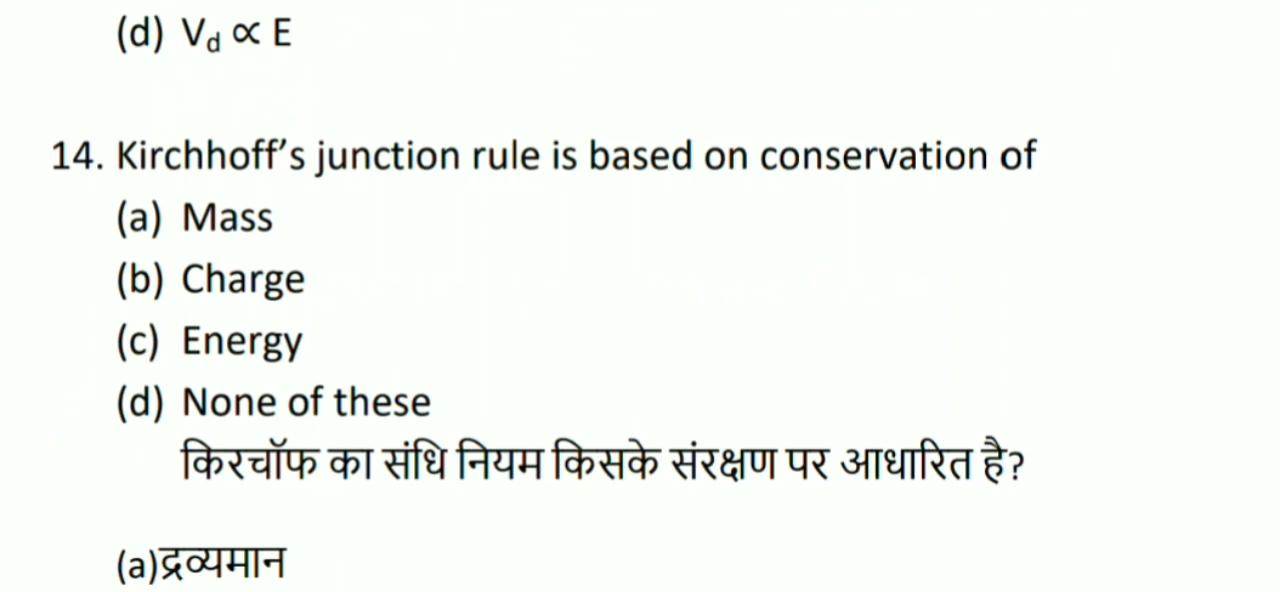 (d) Vd ∝ E
14. Kirchhoff’s junction rule is based on conservation of
(a) Mass
(b) Charge
(c) Energy
(d) None of these
किरचॉफ का संधि नियम किसके संरक्षण पर आधारित है?
(a)द्रव्यमान